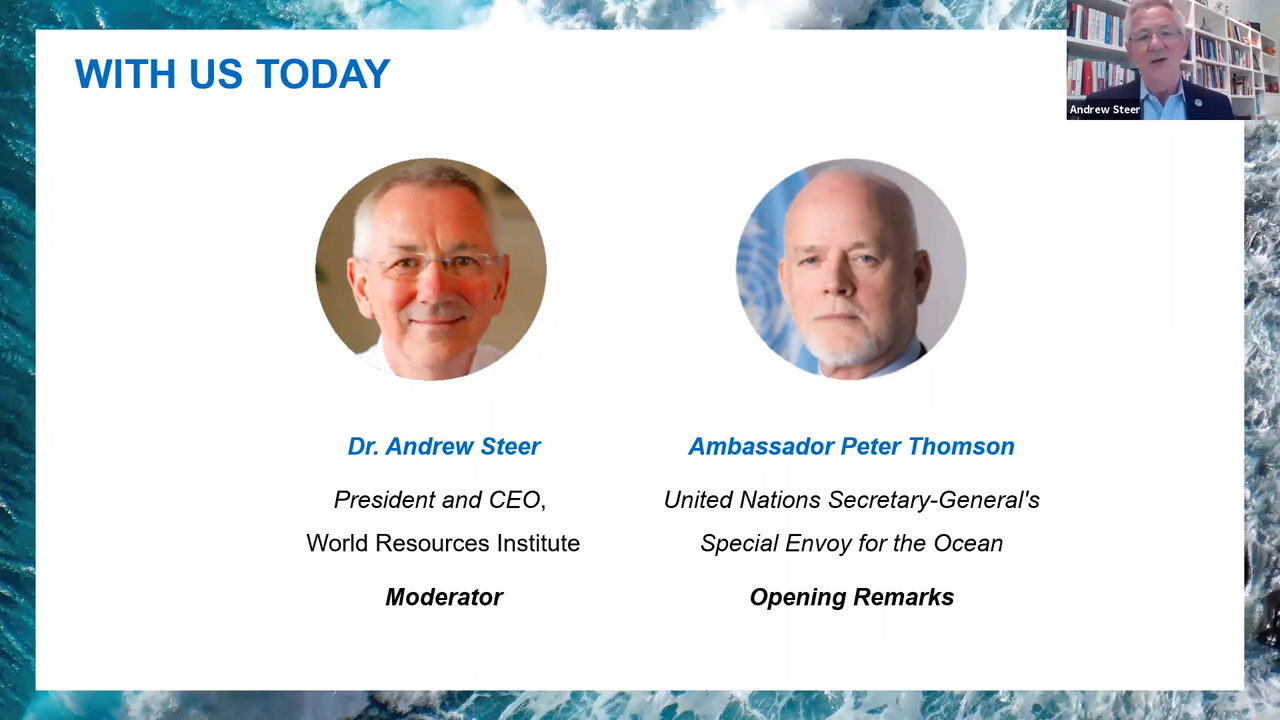 WITH US TODAY
Andrew Steer
Dr. Andrew Steer
President and CEO,
World Resources Institute
Moderator
Ambassador Peter Thomson
United Nations Secretary-General's
Special Envoy for the Ocean
Opening Remarks